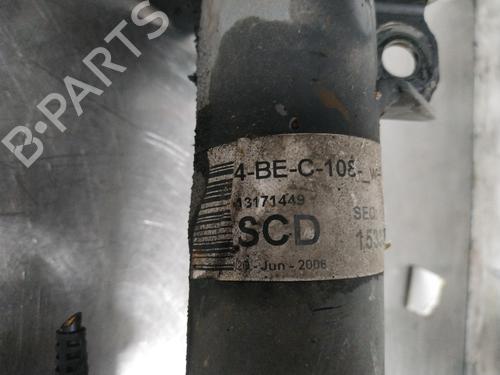 B-PARTS
4-BE-C-108-
13171449
SEQ
SCD
Jun - 2006